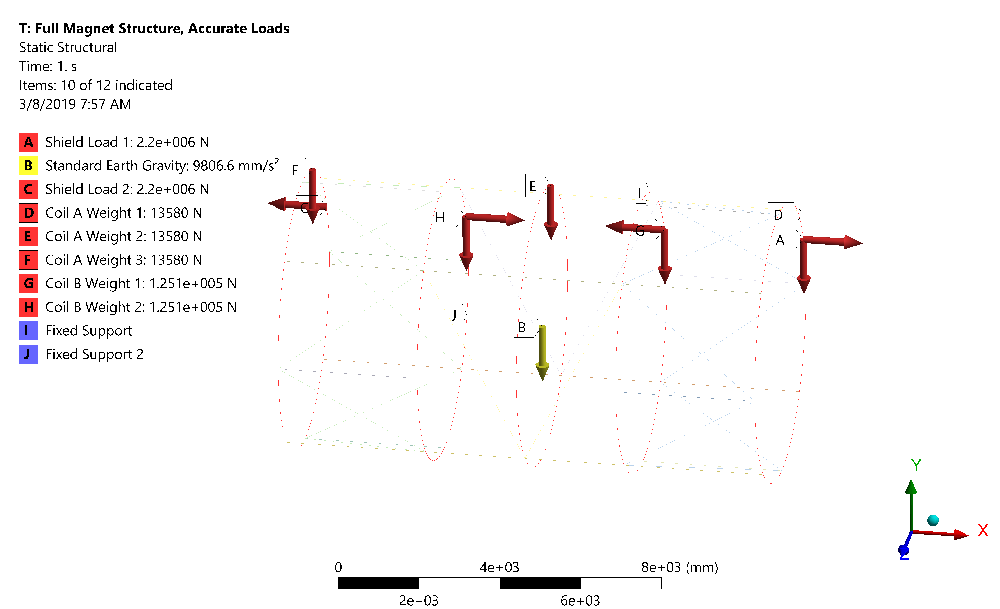 T: Full Magnet Structure, Accurate Loads
Static Structural
Time: 1. s
Items: 10 of 12 indicated
3/8/2019 7:57 AM
A Shield Load 1: 2.2e+006 N
B Standard Earth Gravity: 9806.6 mm/s²
C Shield Load 2: 2.2e+006 N
D Coil A Weight 1: 13580 N
E Coil A Weight 2: 13580 N
F Coil A Weight 3: 13580 N
G Coil B Weight 1: 1.251e+005 N
H Coil B Weight 2: 1.251e+005 N
I Fixed Support
J Fixed Support 2
F
E
I
C
H
D
G
A
J
B
Y
X
Z
0 4e+03 8e+03 (mm)
2e+03 6e+03